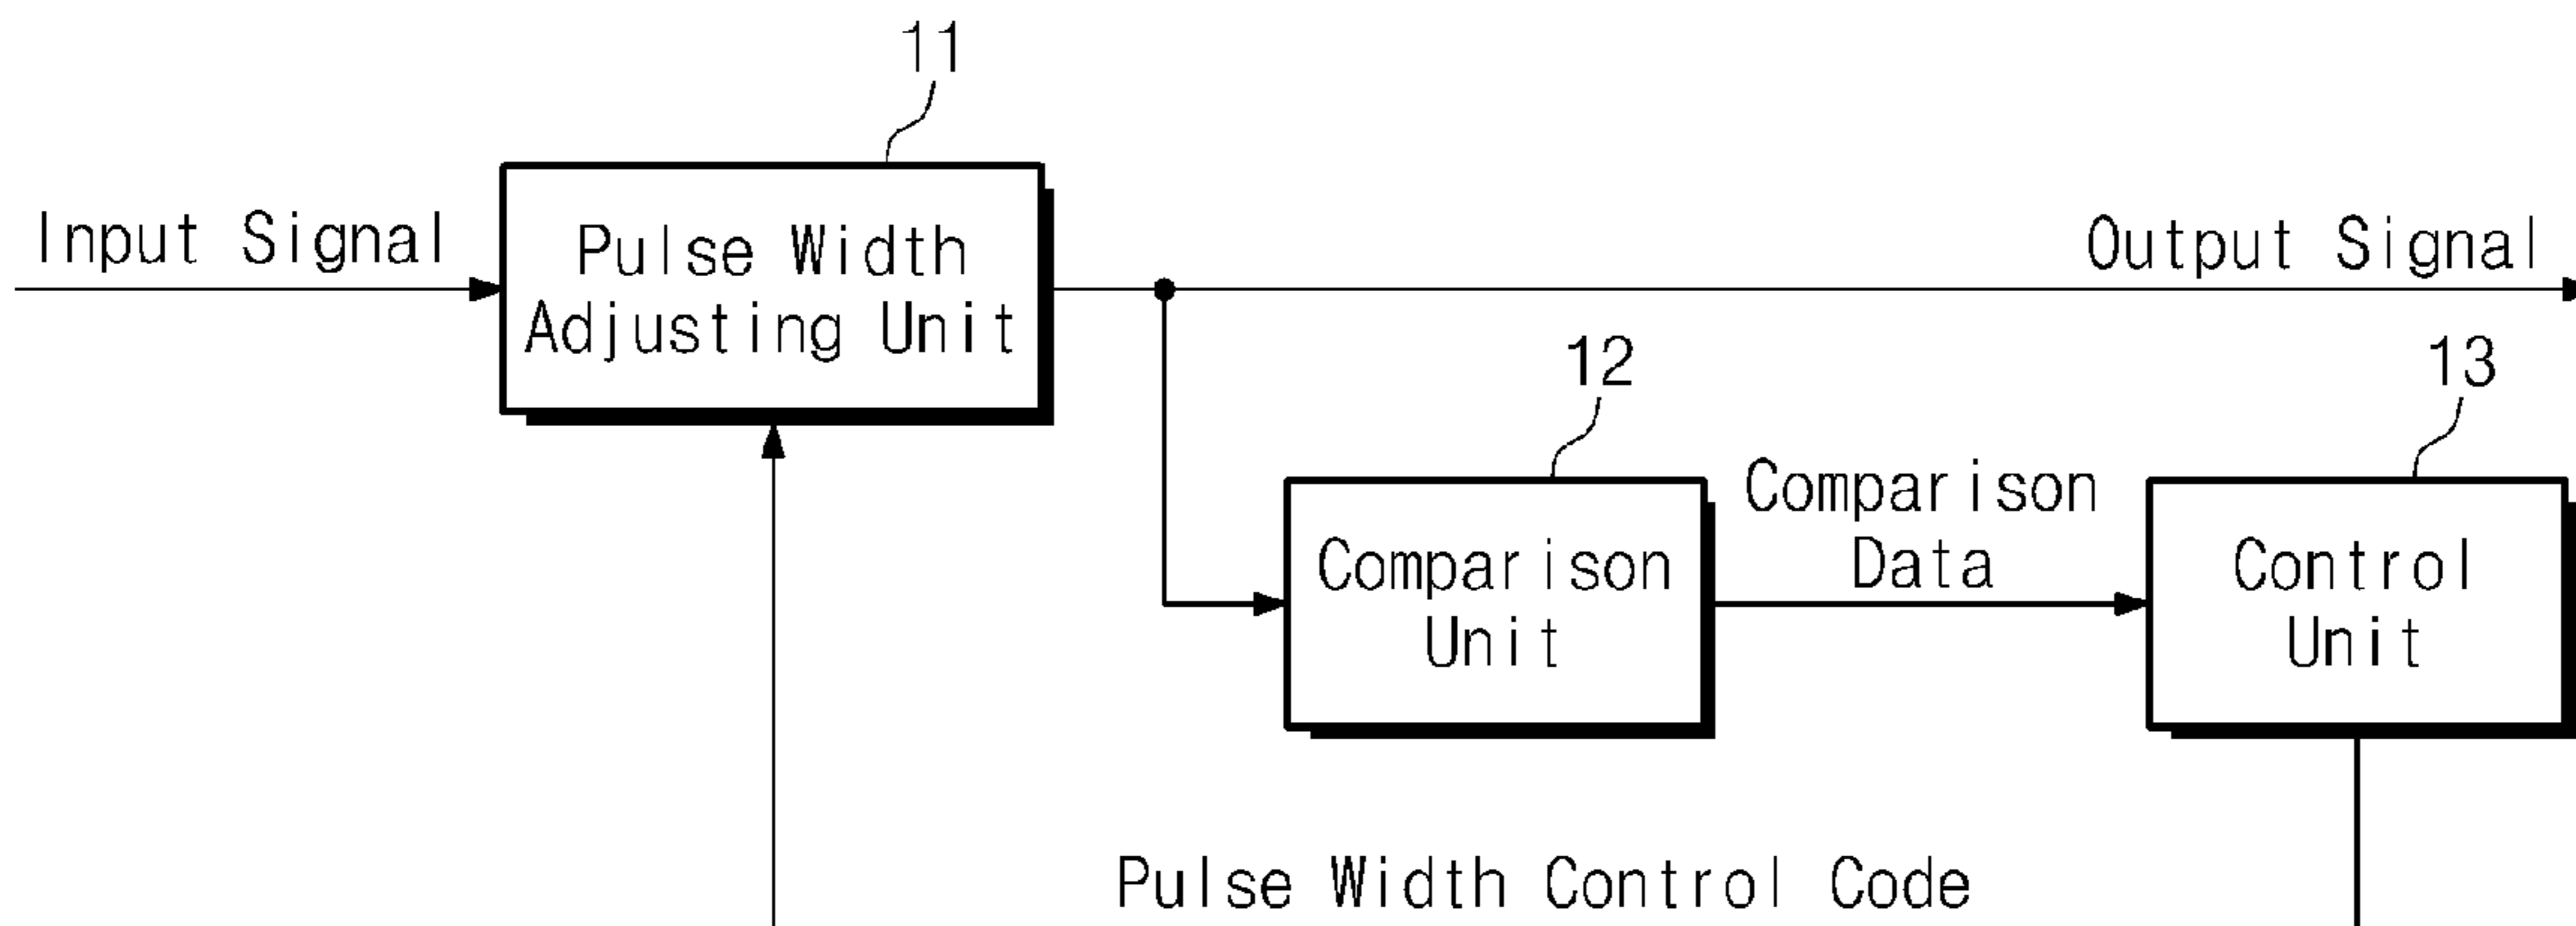 11
Input Signal
Pulse Width
Adjusting Unit
Output Signal
12
13
Comparison
Unit
Comparison
Data
Control
Unit
Pulse Width Control Code